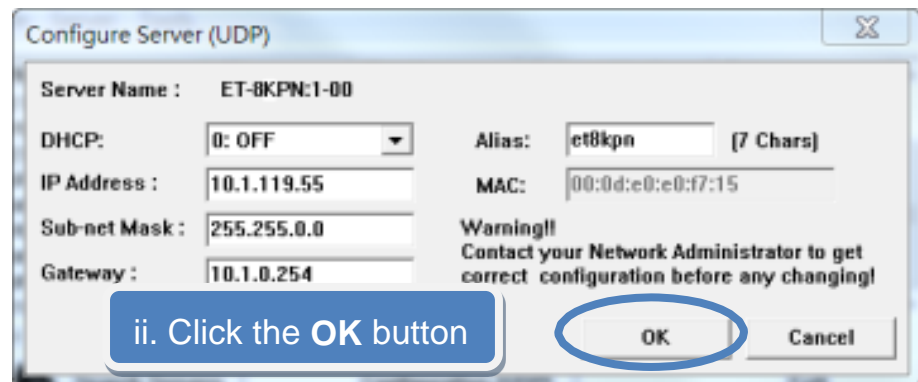 Configure Server (UDP)
Server Name : ET-8KPN:1-00
DHCP: 0: OFF Alias: et8kpn (7 Chars)
IP Address : 10.1.119.55 MAC: 00:0d:e0:e0:f7:15
Sub-net Mask : 255.255.0.0 Warning!!
Contact your Network Administrator to get
Gateway : 10.1.0.254 correct configuration before any changing!
ii. Click the OK button
OK Cancel